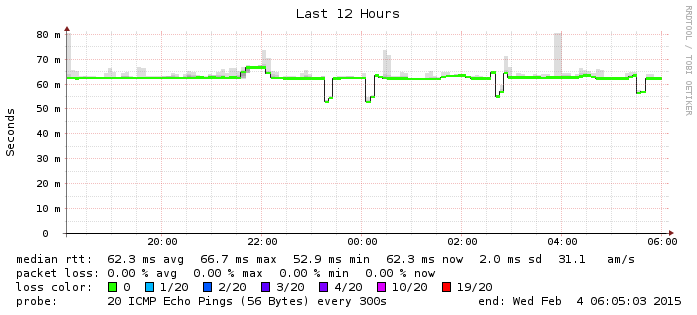 Last 12 Hours
RRDTOOL / TOBI OETIKER
Seconds
80 m
70 m
60 m
50 m
40 m
30 m
20 m
10 m
0
20:00 22:00 00:00 02:00 04:00 06:00
median rtt: 62.3 ms avg 66.7 ms max 52.9 ms min 62.3 ms now 2.0 ms sd 31.1 am/s
packet loss: 0.00 % avg 0.00 % max 0.00 % min 0.00 % now
loss color: 0 1/20 2/20 3/20 4/20 10/20 19/20
probe: 20 ICMP Echo Pings (56 Bytes) every 300s end: Wed Feb 4 06:05:03 2015